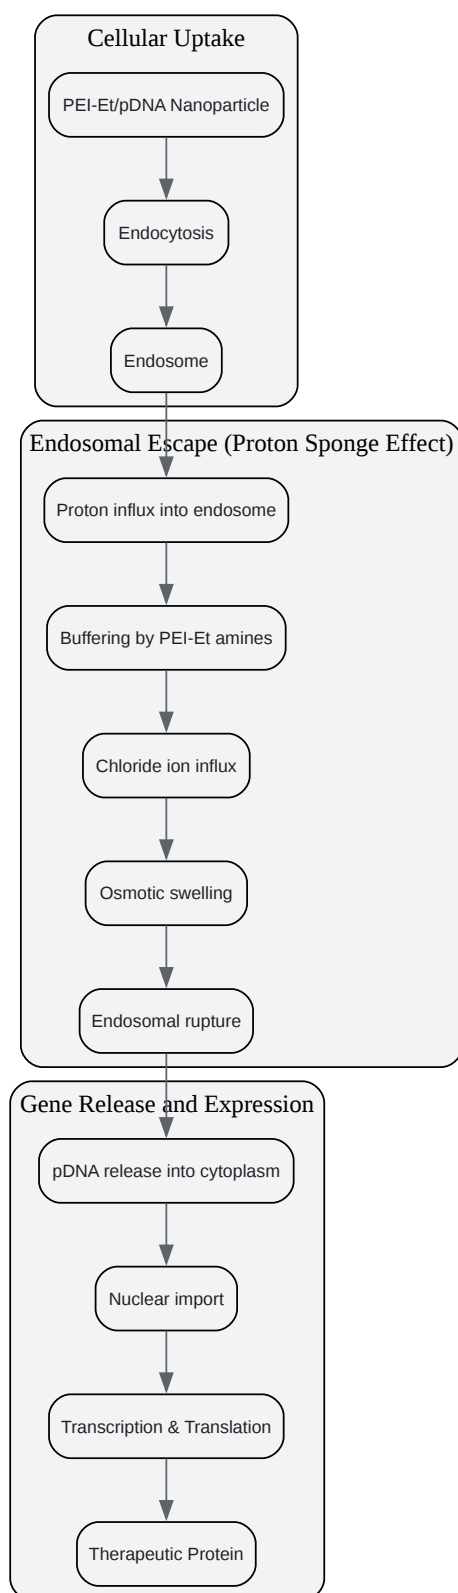 Cellular Uptake
PEI-Et/pDNA Nanoparticle
Endocytosis
Endosome
Endosomal Escape (Proton Sponge Effect)
Proton influx into endosome
Buffering by PEI-Et amines
Chloride ion influx
Osmotic swelling
Endosomal rupture
Gene Release and Expression
pDNA release into cytoplasm
Nuclear import
Transcription & Translation
Therapeutic Protein